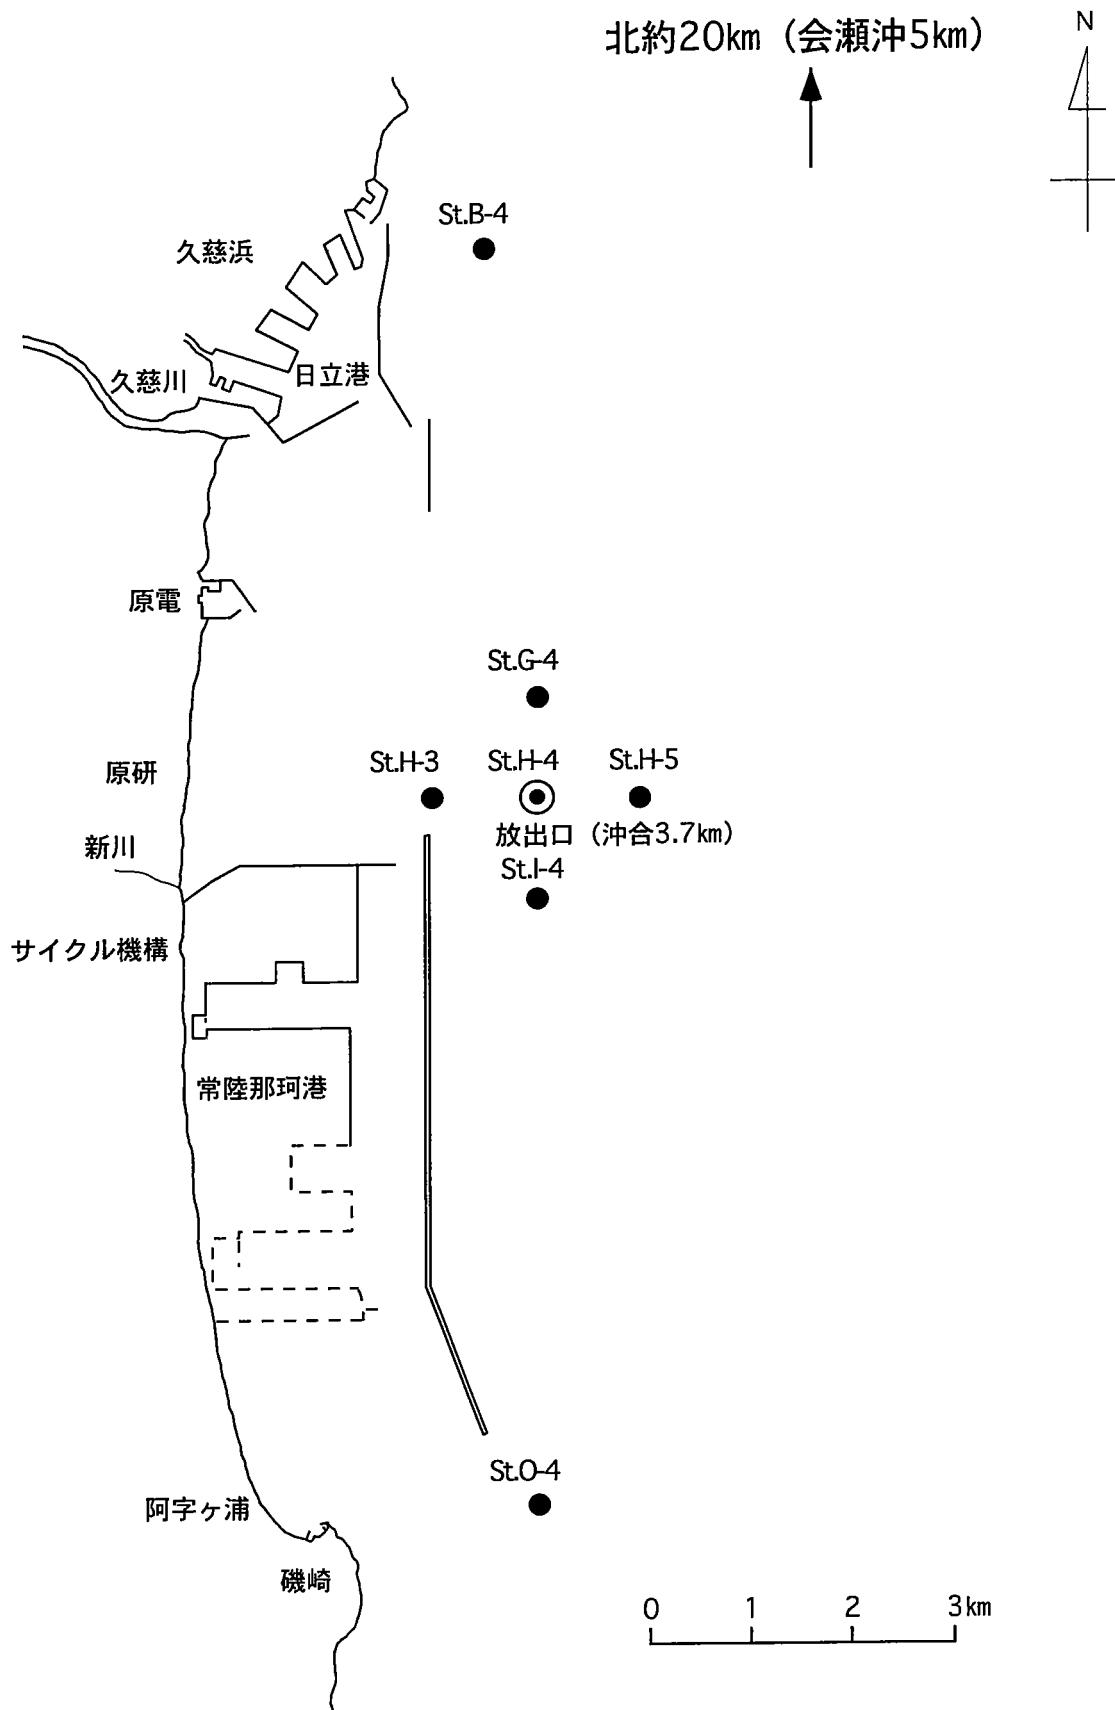 北約20km（会瀬沖5km）
N
St.B-4
久慈浜
久慈川
日立港
原電
St.G-4
原研
St.H-3
St.H-4
St.H-5
放出口（沖合3.7km）
新川
St.I-4
サイクル機構
常陸那珂港
St.O-4
阿字ヶ浦
磯崎
0 1 2 3km